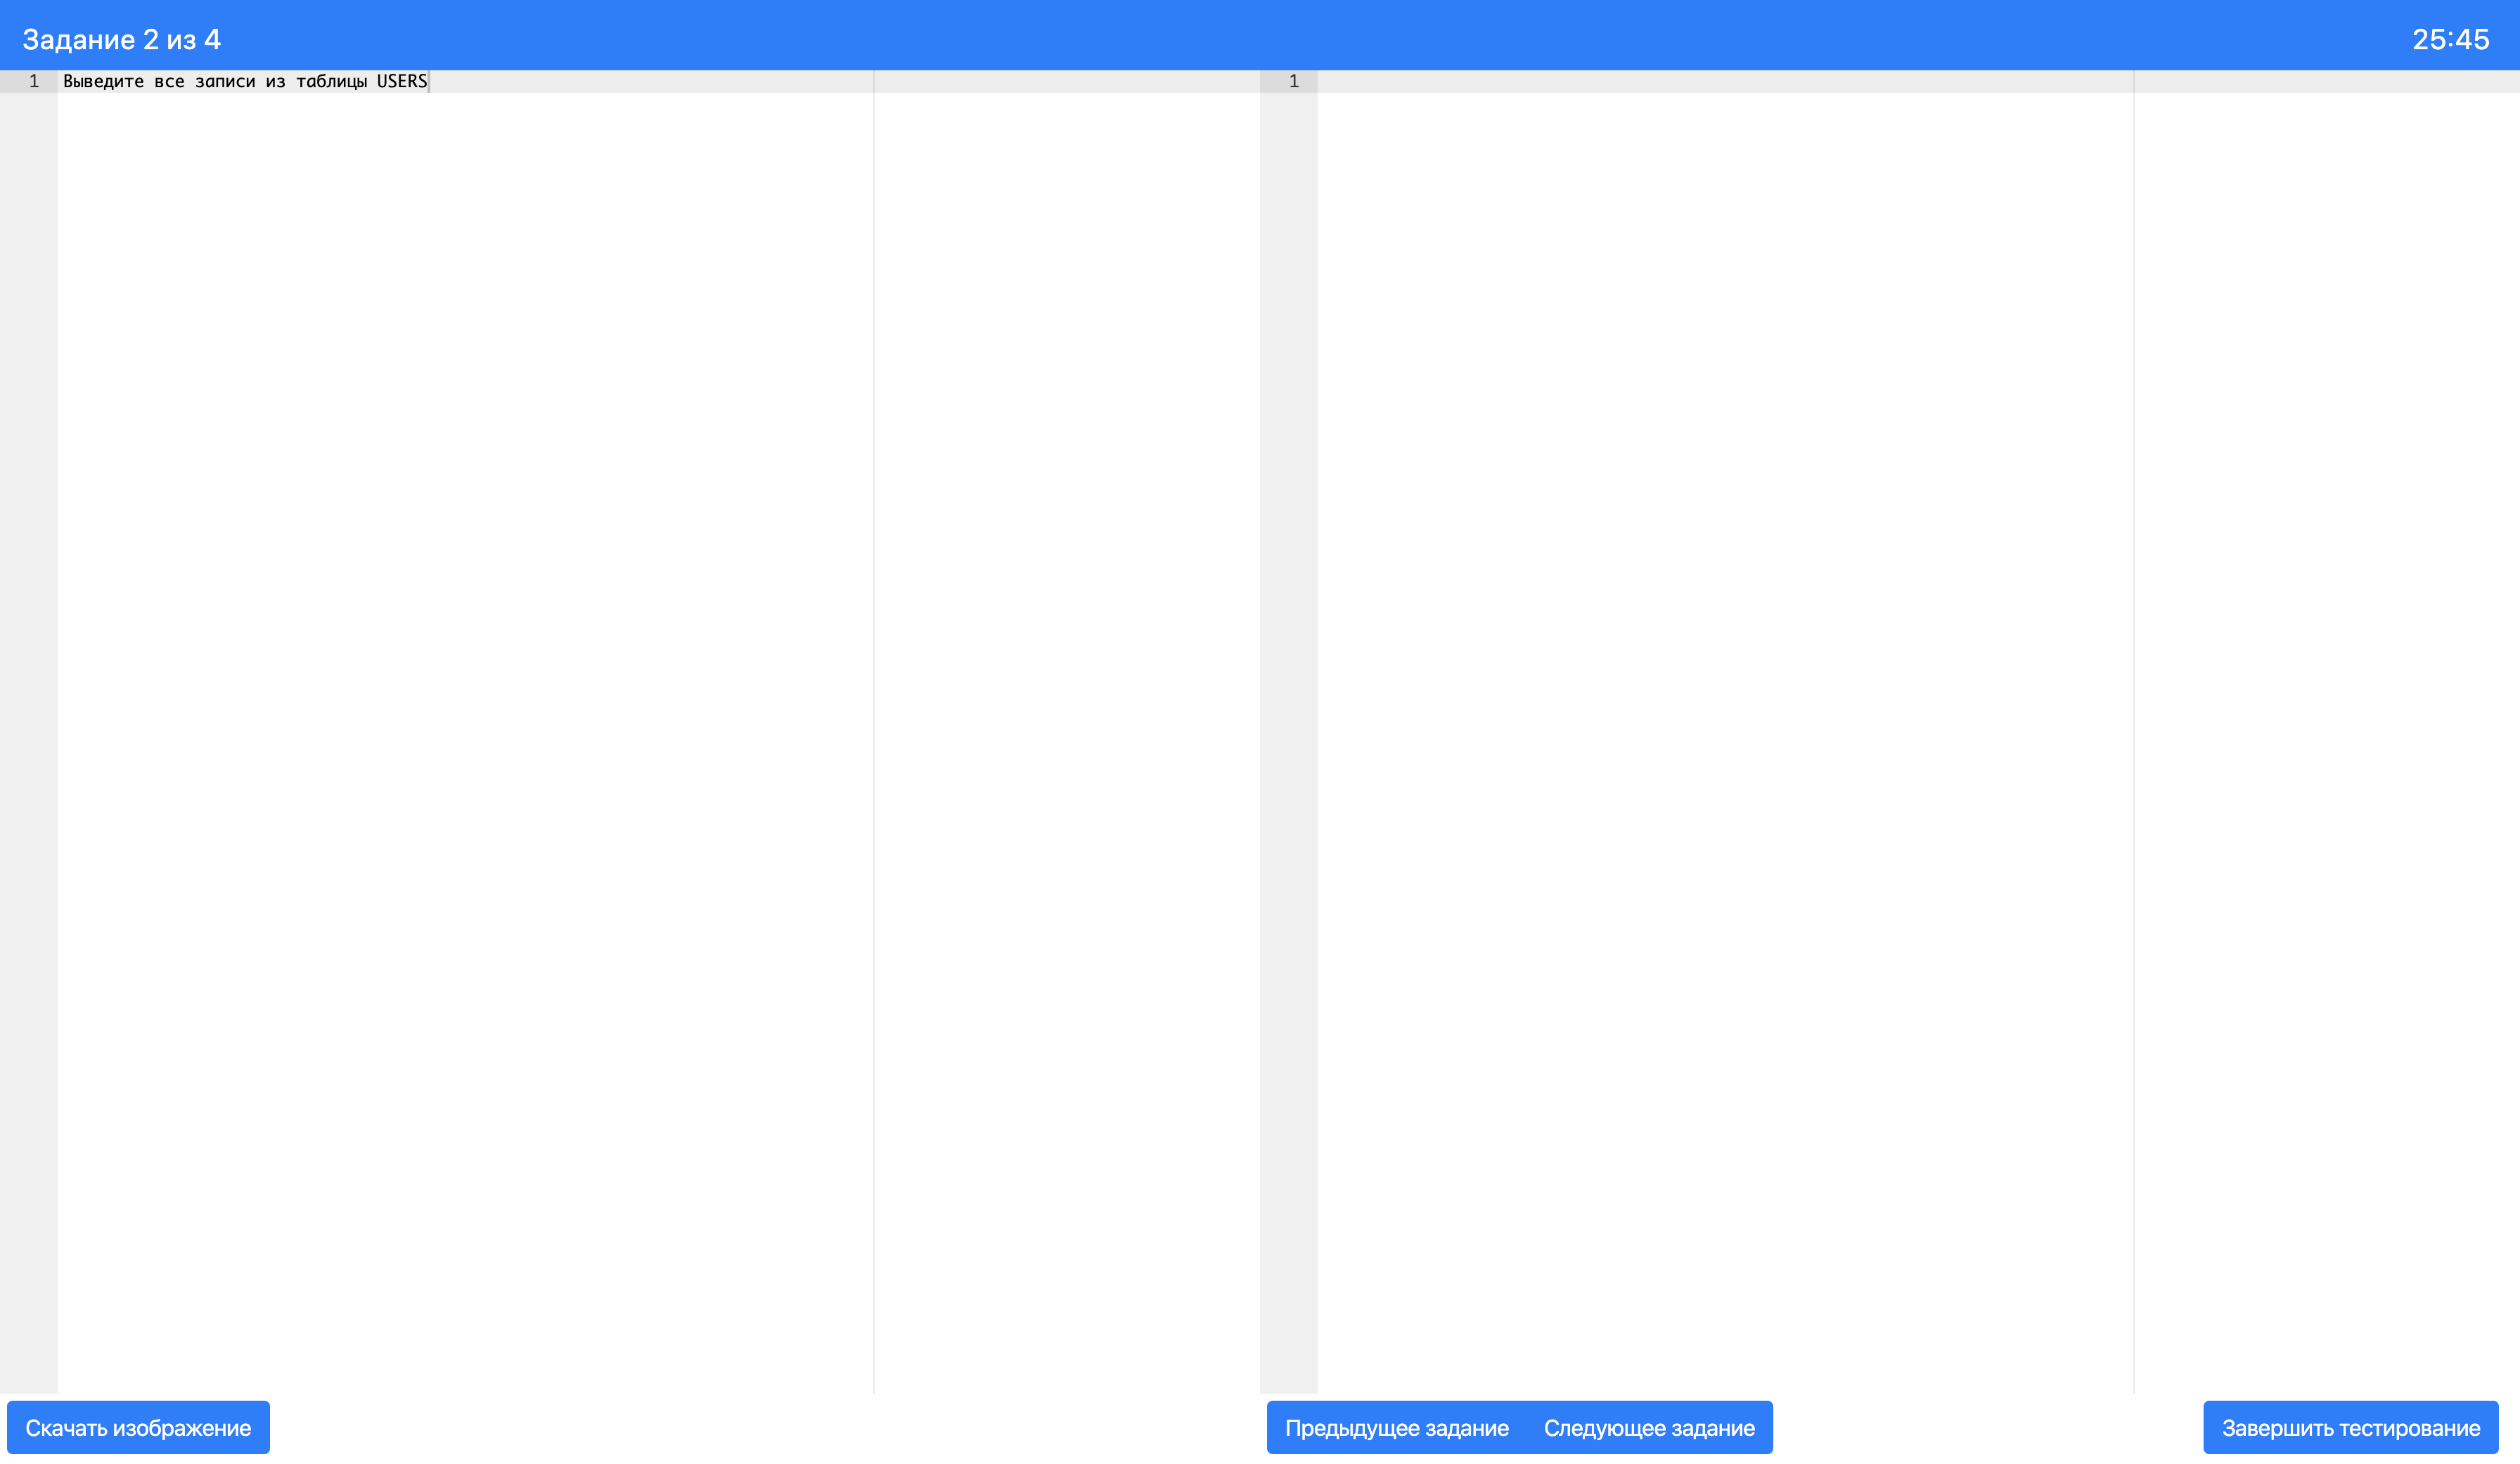 Задание 2 из 4
25:45
1
Выведите все записи из таблицы USERS
1
Скачать изображение
Предыдущее задание
Следующее задание
Завершить тестирование